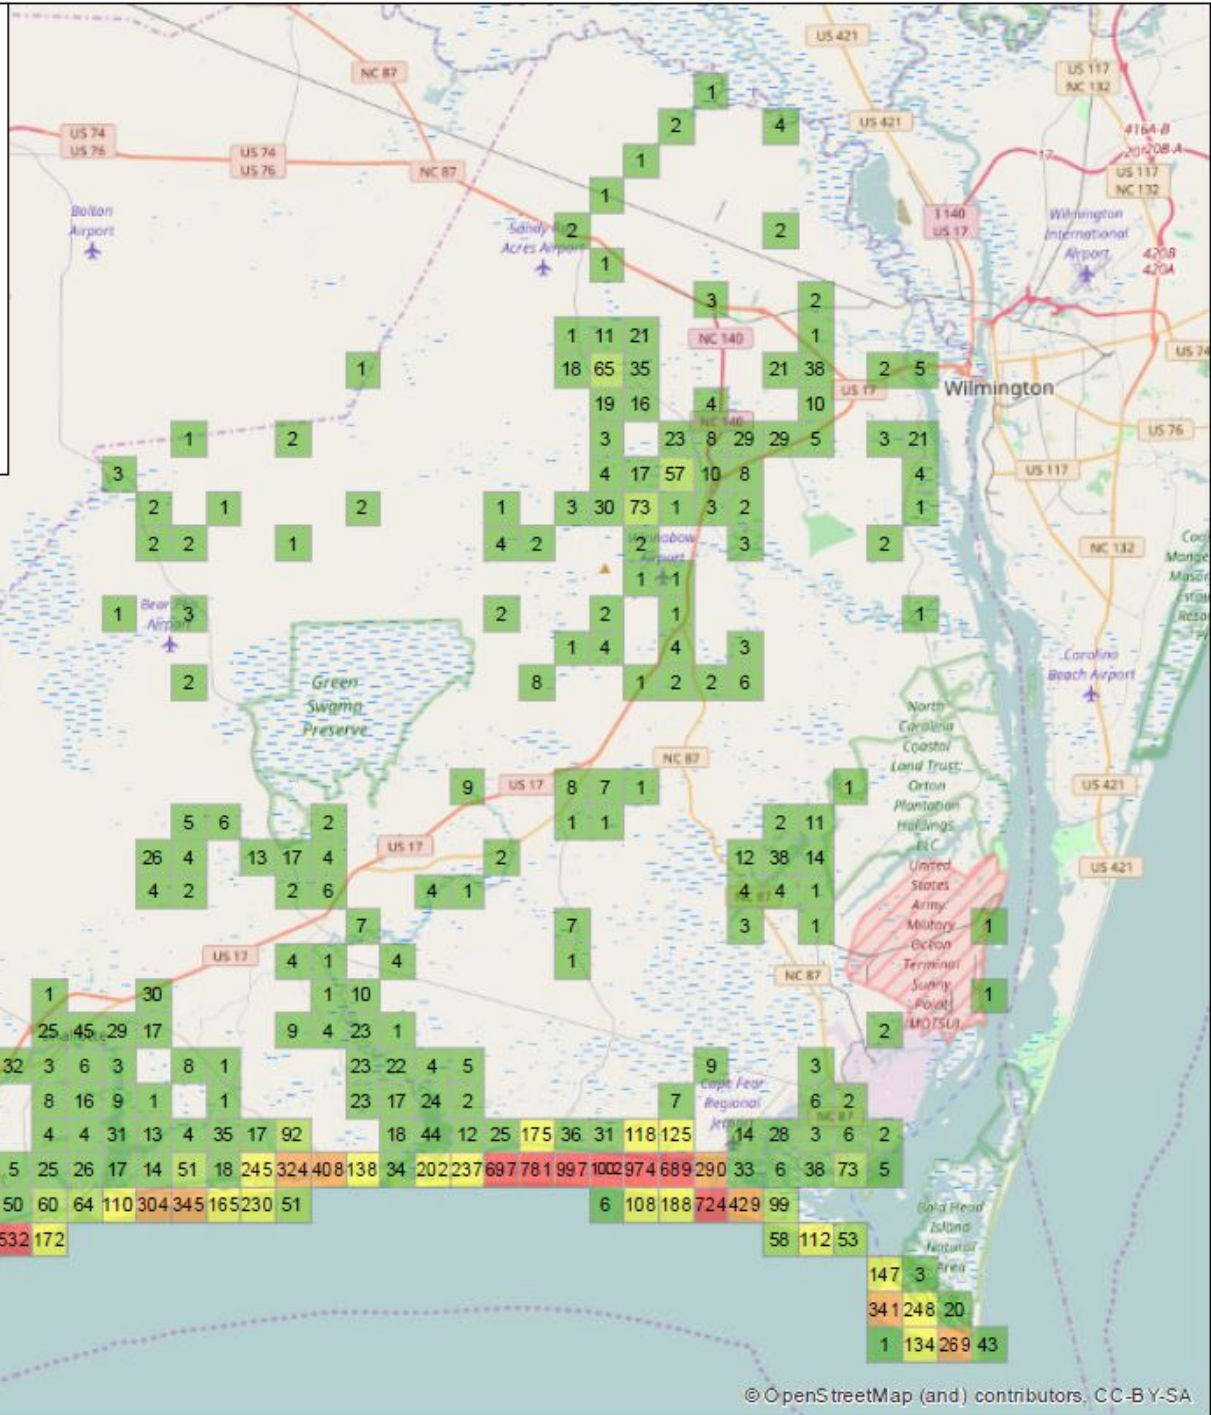 US 421
NC 87
US 117
NC 132
1
2
4
US 421
US 74
US 76
416A-B
US 74
US 76
1
17
NC 87
US 117
NC 132
1
Bolton
Airport
2
Acres Airport
2
I 140
US 17
Wilmington
International
Airport
1
420B
420A
3
2
1 11 21
NC 140
1
1
18 65 35
21 38
2 5
US 74
Wilmington
19 16
4
10
US 17
1
2
3
23 8 29 29 5
3 21
US 76
3
4 17 57 10 8
4
US 117
2
1
2
1
3 30 73 1 3 2
1
2 2
1
4 2
2
Airport
3
2
NC 132
1 1
1
3
Airport
2
2
1
1
1 4
4
3
Carolina
Beach Airport
2
Green
Swamp
Preserve
8
1 2 2 6
North
Carolina
Coastal
Land Trust:
Orton
Plantation
Holdings
LLC
NC 87
9
US 17
8 7 1
1
US 421
5 6
2
1 1
2 11
26 4
13 17 4
US 17
2
12 38 14
US 421
4 2
2 6
4 1
4 4 1
United
States
Army:
Military
Ocean
Terminal
Sunny
Point
(MOTSU)
7
7
3
1
1
US 17
4 1
4
1
NC 87
1
30
1 10
1
25 45 29 17
9 4 23 1
2
32 3 6 3
8 1
23 22 4 5
9
3
8 16 9 1
1
23 17 24 2
7
Cape Fear
Regional
6 2
NC 87
4 4 31 13 4 35 17 92
18 44 12 25 175 36 31 118 125
14 28 3 6 2
5 25 26 17 14 51 18 245 324 408 138 34 202 237 697 781 997 1002 974 689 290 33 6 38 73 5
50 60 64 110 304 345 165 230 51
6 108 188 724 429 99
Bald Head
Island
Natural
Area
532 172
58 112 53
147 3
341 248 20
1 134 269 43
© OpenStreetMap (and) contributors, CC-BY-SA